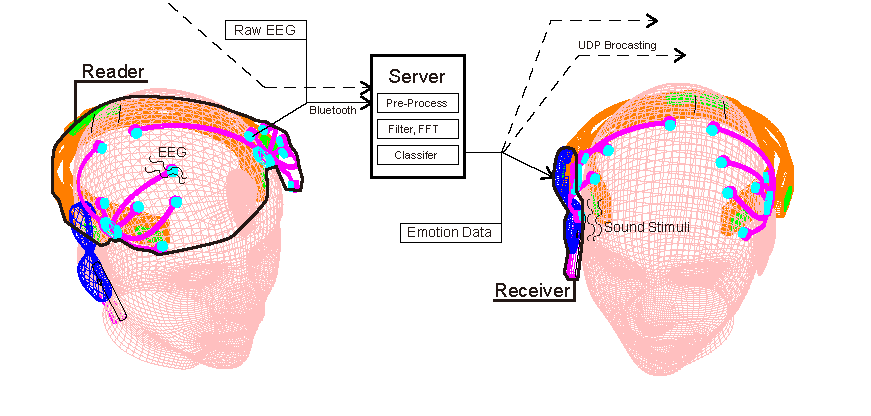 Raw EEG
UDP Brocasting
Reader
Server
Bluetooth
Pre-Process
Filter, FFT
Classifer
EEG
Emotion Data
Sound Stimuli
Receiver